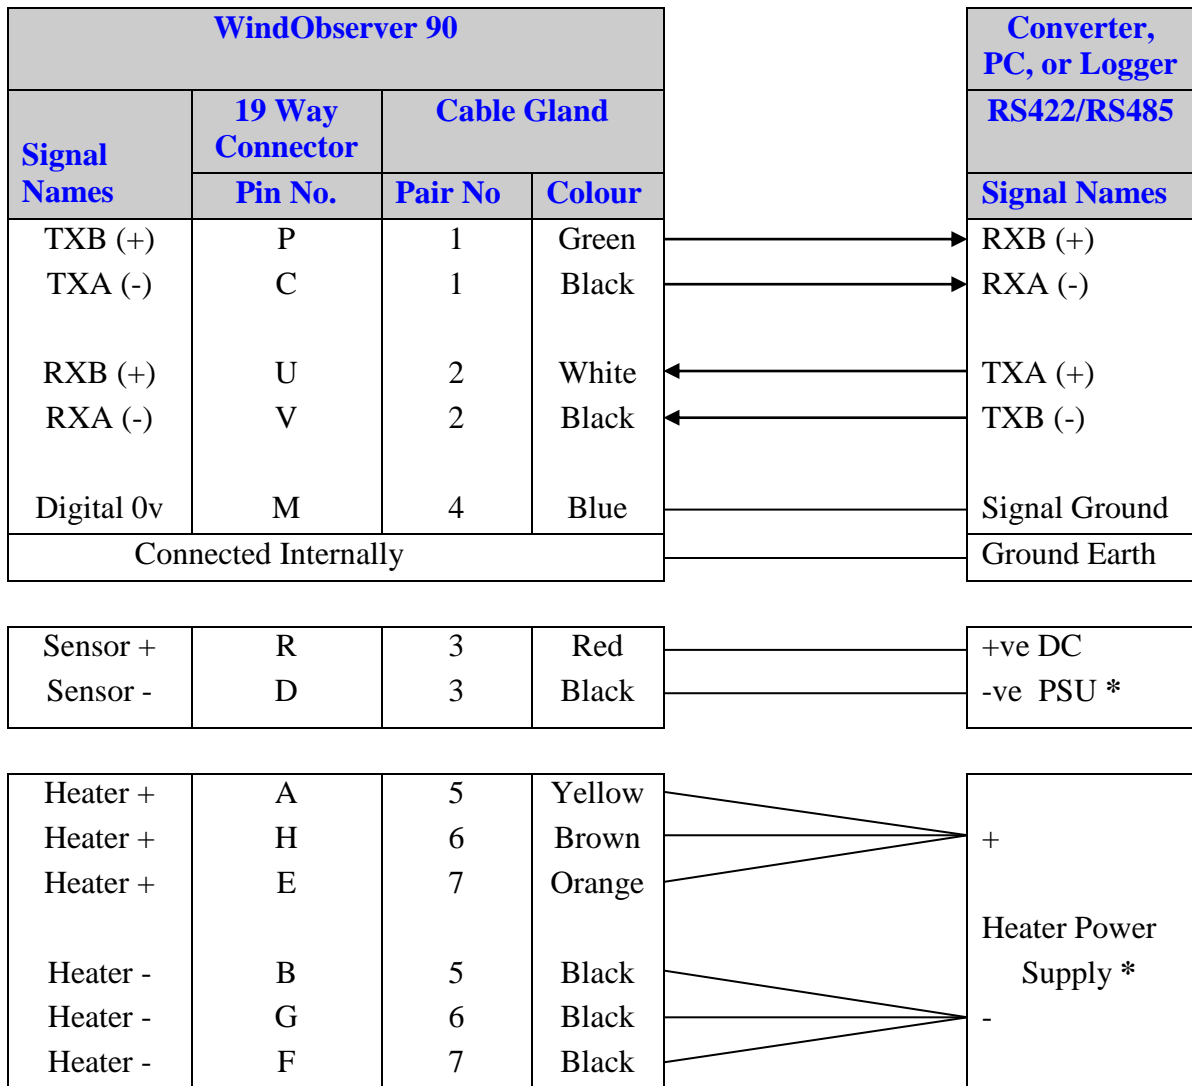 WindObserver 90
Converter,
PC, or Logger
Signal
Names
19 Way
Connector
Cable Gland
RS422/RS485
Pin No.
Pair No
Colour
Signal Names
TXB (+) P 1 Green RXB (+)
TXA (-) C 1 Black RXA (-)
RXB (+) U 2 White TXA (+)
RXA (-) V 2 Black TXB (-)
Digital 0v M 4 Blue Signal Ground
Connected Internally Ground Earth
Sensor + R 3 Red +ve DC
Sensor - D 3 Black -ve PSU *
Heater + A 5 Yellow
Heater + H 6 Brown +
Heater + E 7 Orange
Heater Power
Heater - B 5 Black Supply *
Heater - G 6 Black -
Heater - F 7 Black